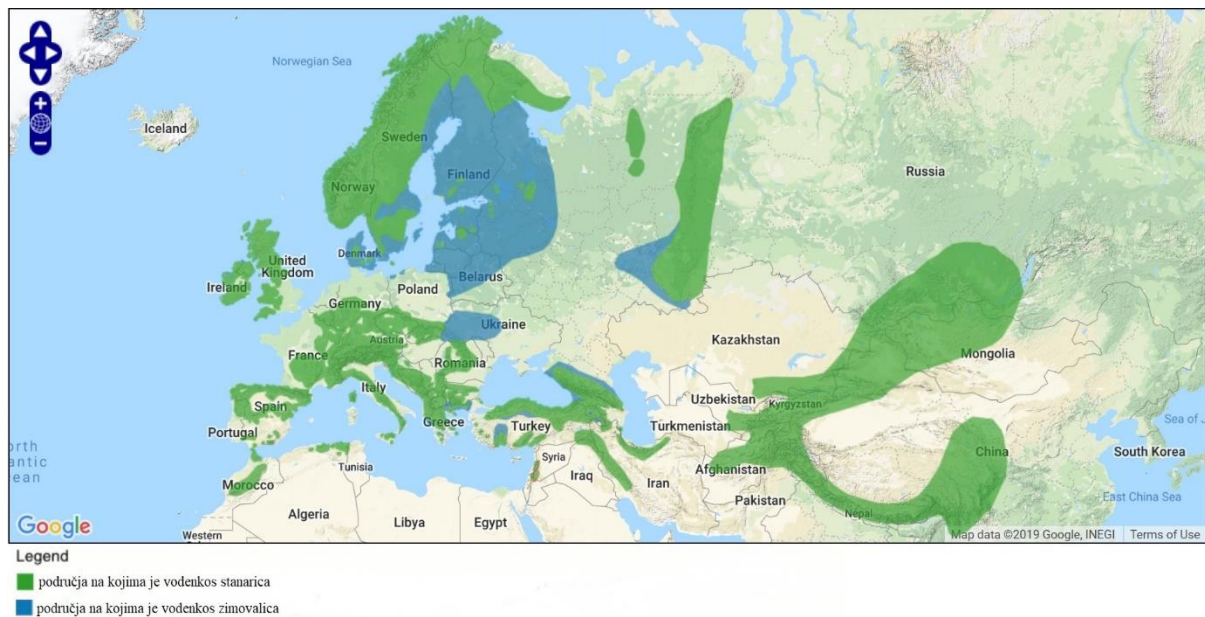 Norwegian Sea
Iceland
Sweden
Finland
Norway
Russia
United
Kingdom
Denmark
Ireland
Belarus
Poland
Germany
Ukraine
Austria
Kazakhstan
France
Romania
Mongolia
Italy
Uzbekistan
Kyrgyzstan
Spain
Greece
Turkey
Turkmenistan
Portugal
China
South Korea
Syria
Afghanistan
Tunisia
Iraq
Iran
Morocco
Pakistan
East China Sea
Algeria
Libya
Egypt
Nepal
Western
Google
Map data ©2019 Google, INEGI
Terms of Use
Legend
područja na kojima je vodenkos stanarica
područja na kojima je vodenkos zimovalica